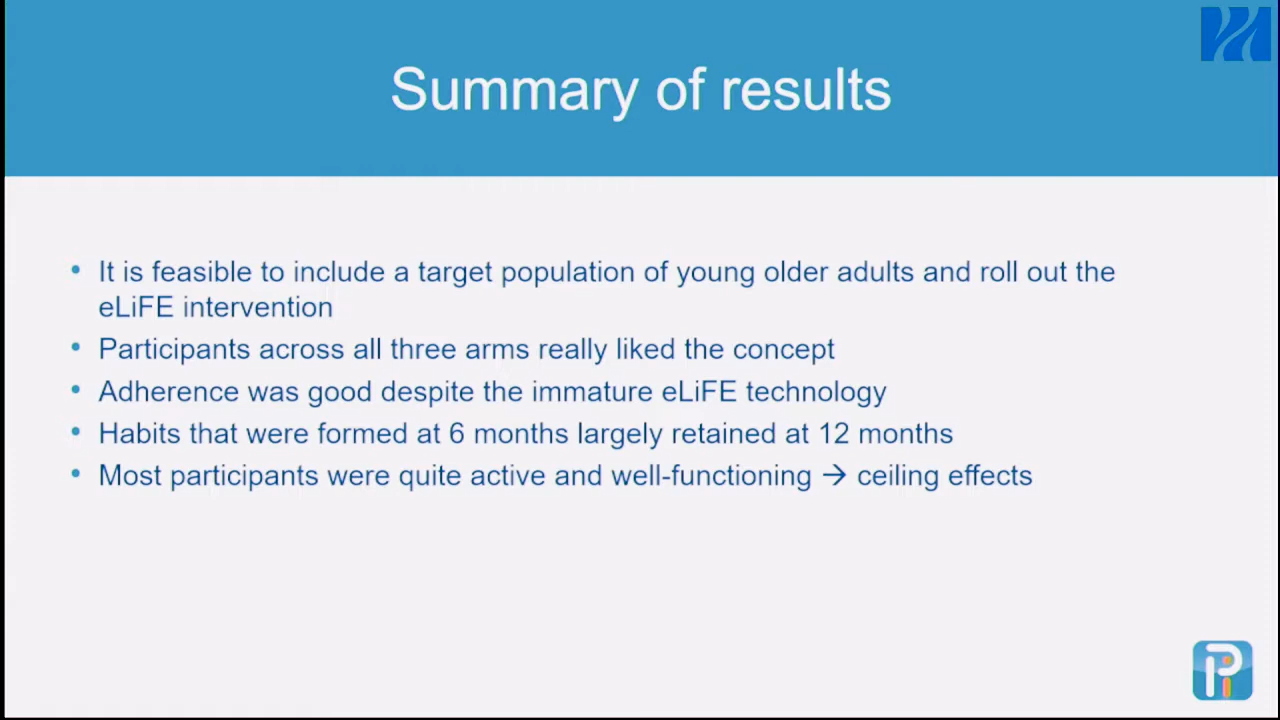 Summary of results
• It is feasible to include a target population of young older adults and roll out the
eLiFE intervention
• Participants across all three arms really liked the concept
• Adherence was good despite the immature eLiFE technology
• Habits that were formed at 6 months largely retained at 12 months
• Most participants were quite active and well-functioning → ceiling effects